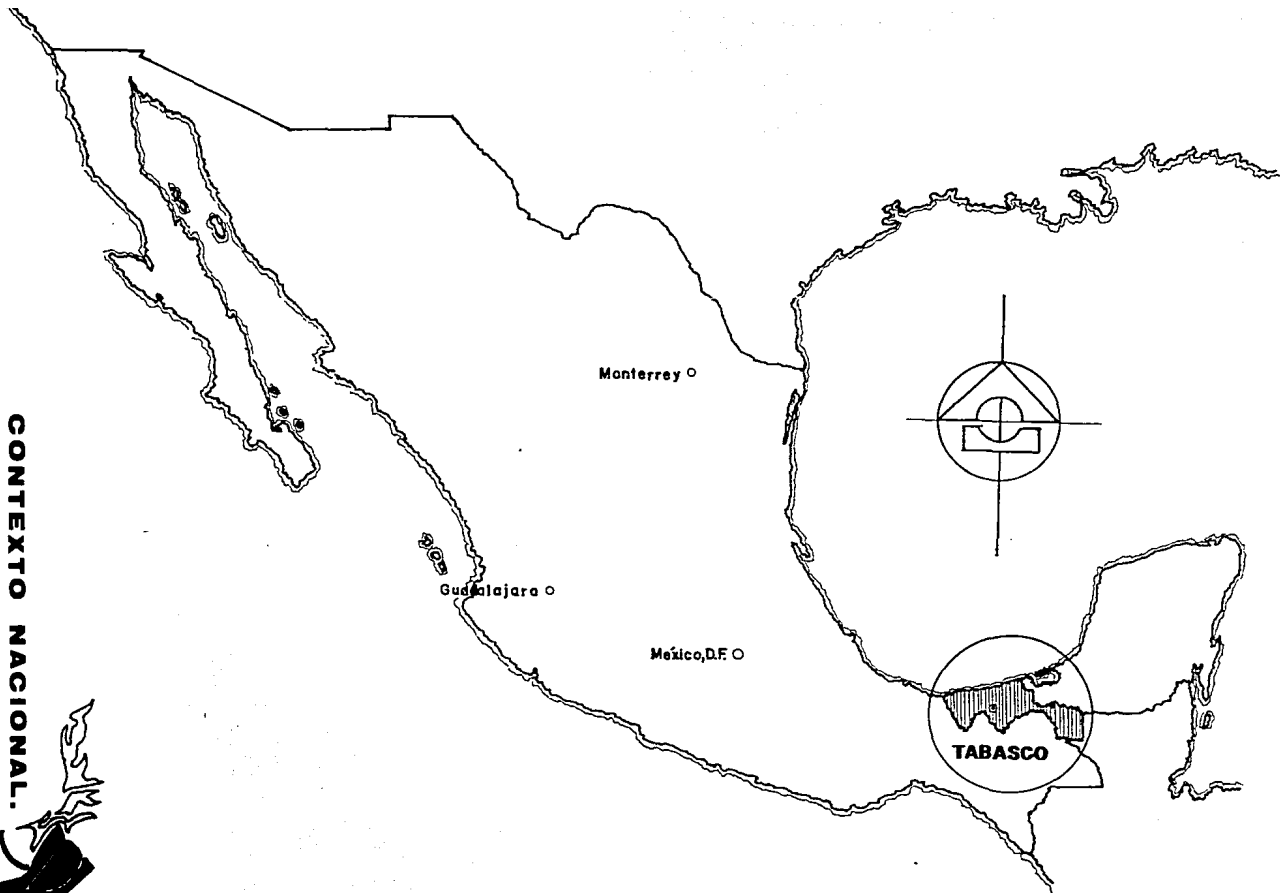 Monterrey
Guadalajara
México, D.F.
TABASCO
CONTEXTO NACIONAL.